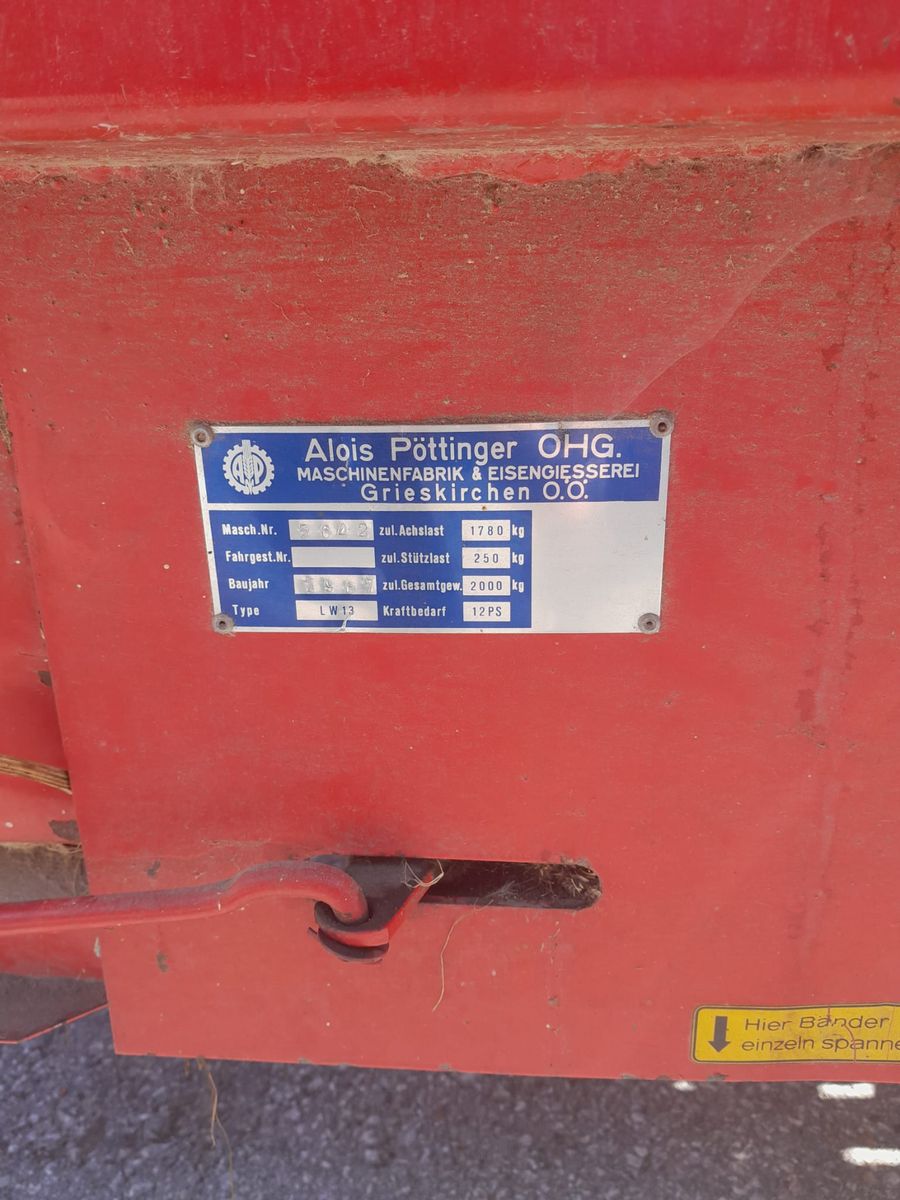 Alois Pöttinger OHG.
MASCHINENFABRIK & EISENGIESSEREI
Grieskirchen O.Ö.
Masch.Nr. zul.Achslast 1780 kg
Fahrgest.Nr. zul.Stützlast 250 kg
Baujahr zul.Gesamtgew. 2000 kg
Type LW13 Kraftbedarf 12PS
Hier Bänder
einzeln spanne